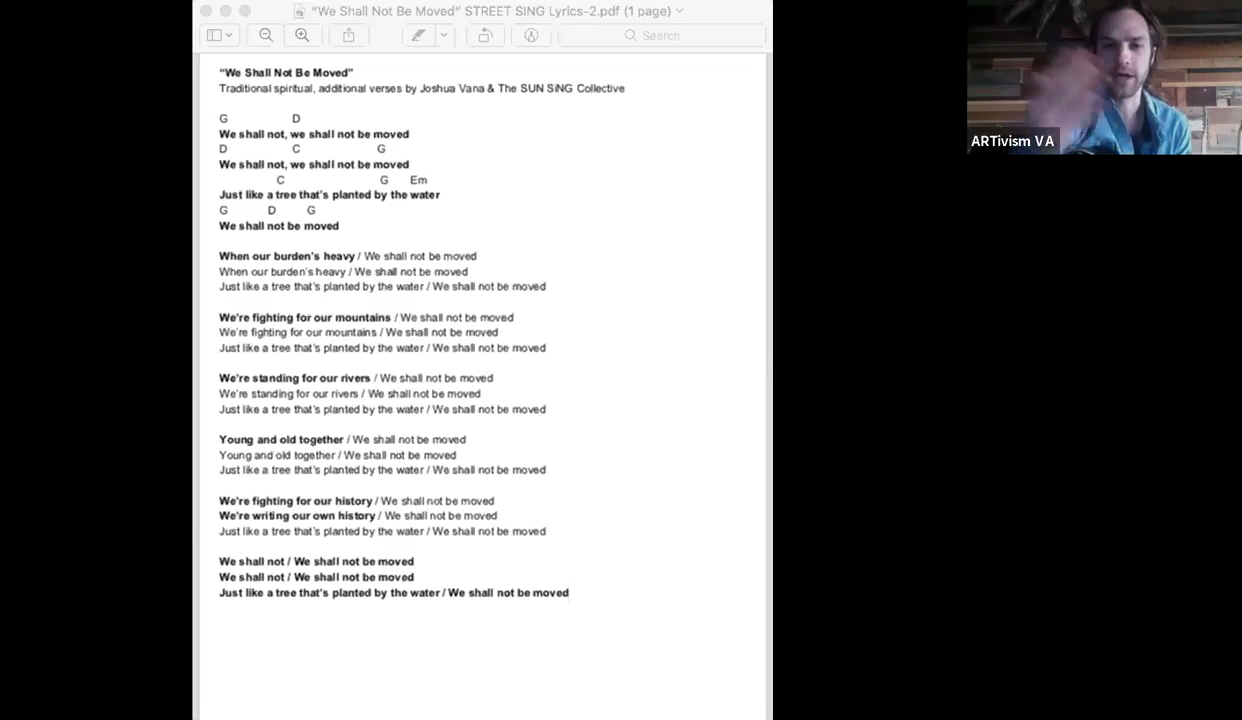 “We Shall Not Be Moved” STREET SING Lyrics-2.pdf (1 page)
Search
“We Shall Not Be Moved”
Traditional spiritual, additional verses by Joshua Vana & The SUN SiNG Collective
G D
We shall not, we shall not be moved
D C G
We shall not, we shall not be moved
C G Em
Just like a tree that’s planted by the water
G D G
We shall not be moved
When our burden’s heavy / We shall not be moved
When our burden’s heavy / We shall not be moved
Just like a tree that’s planted by the water / We shall not be moved
We’re fighting for our mountains / We shall not be moved
We’re fighting for our mountains / We shall not be moved
Just like a tree that’s planted by the water / We shall not be moved
We’re standing for our rivers / We shall not be moved
We’re standing for our rivers / We shall not be moved
Just like a tree that’s planted by the water / We shall not be moved
Young and old together / We shall not be moved
Young and old together / We shall not be moved
Just like a tree that’s planted by the water / We shall not be moved
We’re fighting for our history / We shall not be moved
We’re writing our own history / We shall not be moved
Just like a tree that’s planted by the water / We shall not be moved
We shall not / We shall not be moved
We shall not / We shall not be moved
Just like a tree that’s planted by the water / We shall not be moved
ARTivism VA